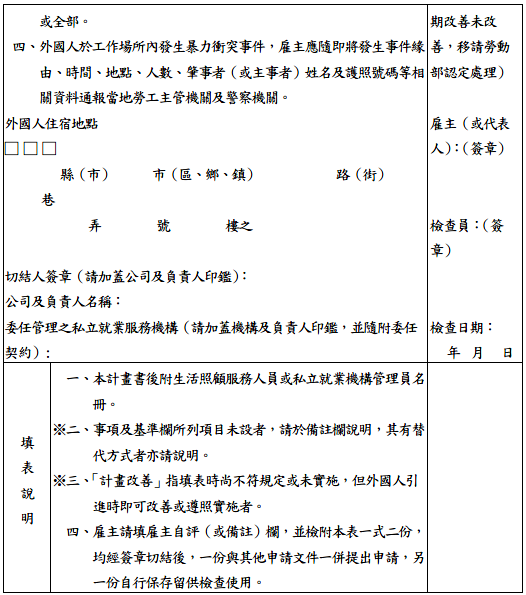 或全部。
四、外國人於工作場所內發生暴力衝突事件，雇主應隨即將發生事件緣
由、時間、地點、人數、肇事者（或主事者）姓名及護照號碼等相
關資料通報當地勞工主管機關及警察機關。
外國人住宿地點
□□□
縣（市） 市（區、鄉、鎮） 路（街）
巷
弄 號 樓之
切結人簽章（請加蓋公司及負責人印鑑）：
公司及負責人名稱：
委任管理之私立就業服務機構（請加蓋機構及負責人印鑑，並隨附委任
契約）：
期改善未改
善，移請勞動
部認定處理）
雇主（或代表
人）：（簽章）
檢查員：（簽
章）
檢查日期：
年 月 日
填
表
說
明
一、本計畫書後附生活照顧服務人員或私立就業機構管理員名
冊。
※二、事項及基準欄所列項目未設者，請於備註欄說明，其有替
代方式者亦請說明。
※三、「計畫改善」指填表時尚不符規定或未實施，但外國人引
進時即可改善或遵照實施者。
四、雇主請填雇主自評（或備註）欄，並檢附本表一式二份，
均經簽章切結後，一份與其他申請文件一併提出申請，另
一份自行保存留供檢查使用。